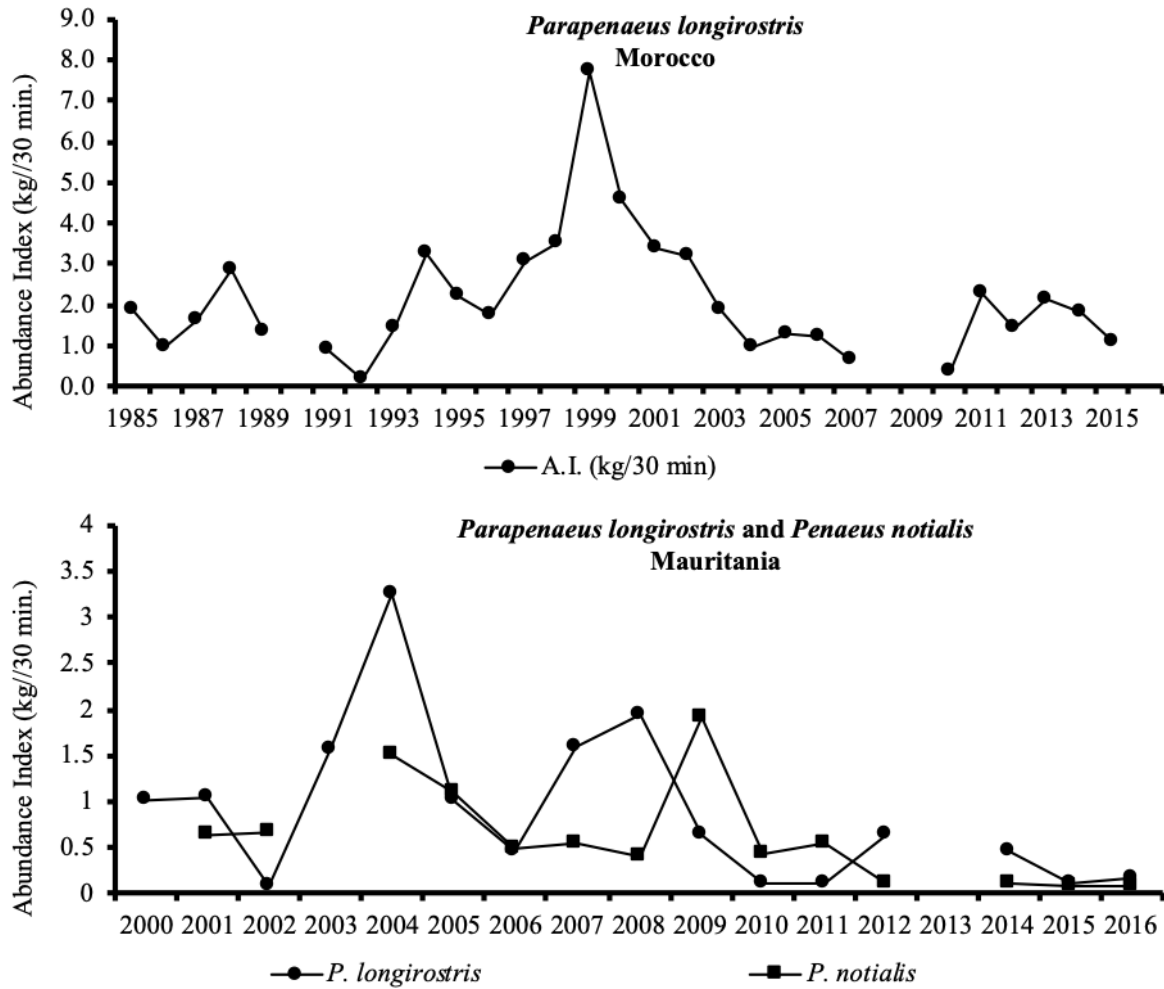 Parapenaeus longirostris
Morocco
Abundance Index (kg//30 min.)
9.0
8.0
7.0
6.0
5.0
4.0
3.0
2.0
1.0
0.0
1985 1987 1989 1991 1993 1995 1997 1999 2001 2003 2005 2007 2009 2011 2013 2015
A.I. (kg/30 min)
Parapenaeus longirostris and Penaeus notialis
Mauritania
Abundance Index (kg//30 min.)
4
3.5
3
2.5
2
1.5
1
0.5
0
2000 2001 2002 2003 2004 2005 2006 2007 2008 2009 2010 2011 2012 2013 2014 2015 2016
P. longirostris P. notialis